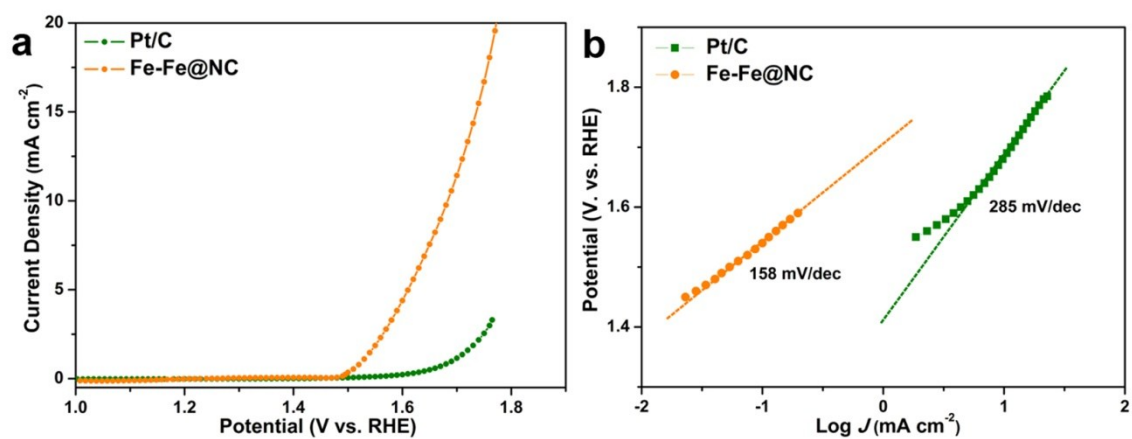 a
Pt/C
Fe-Fe@NC
Current Density (mA cm-2)
20
15
10
5
0
1.0
1.2
1.4
1.6
1.8
Potential (V vs. RHE)
b
Pt/C
Fe-Fe@NC
Potential (V. vs. RHE)
1.8
1.6
1.4
285 mV/dec
158 mV/dec
-2
-1
0
1
2
Log J (mA cm-2)